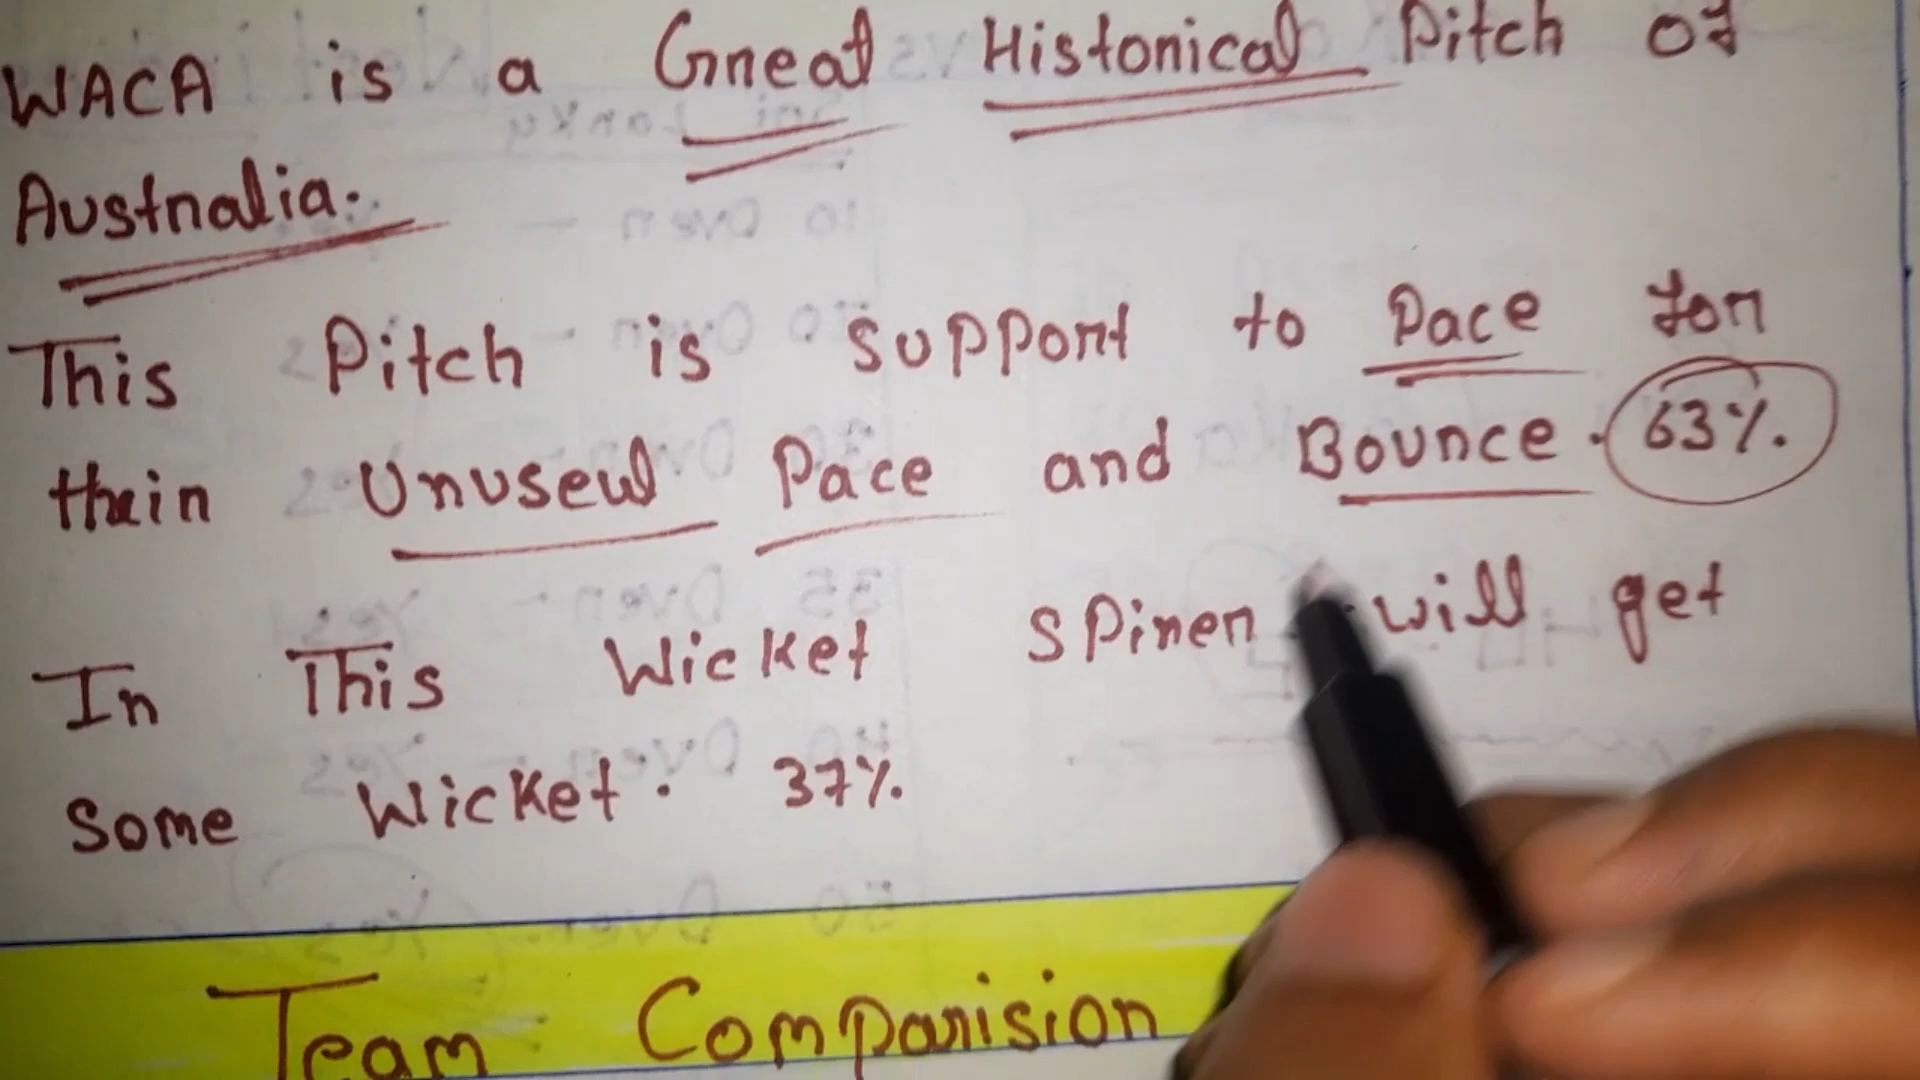 WACA is a Great Historical Pitch of
Australia.
This Pitch is support to Pace for
their Unuseul Pace and Bounce. 63%.
In This Wicket spiner will get
Some Wicket. 37%.
Team Comparision